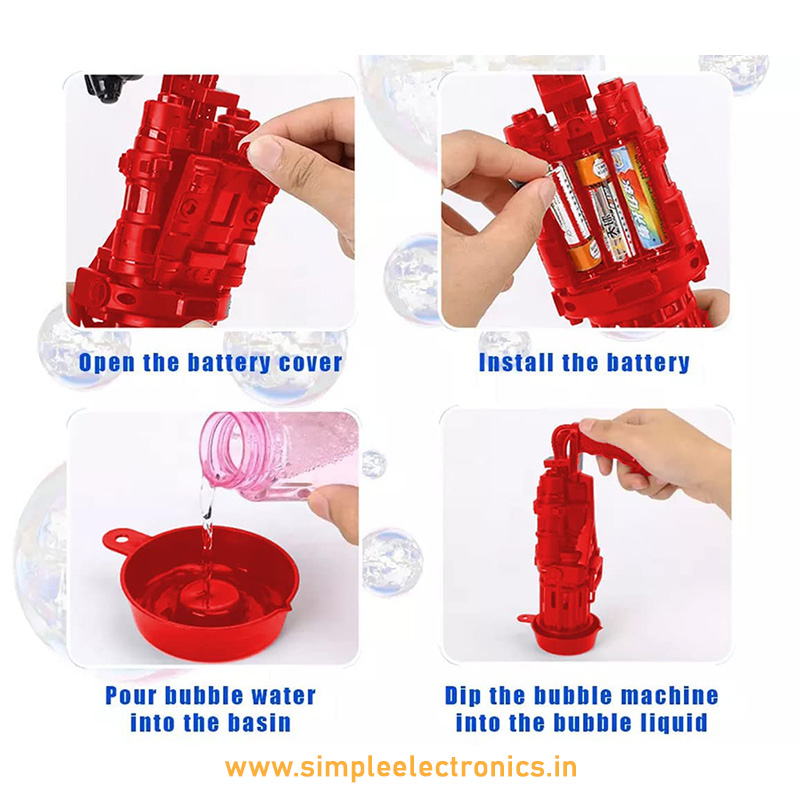 Open the battery cover
Install the battery
Pour bubble water
into the basin
Dip the bubble machine
into the bubble liquid
www.simpleelectronics.in